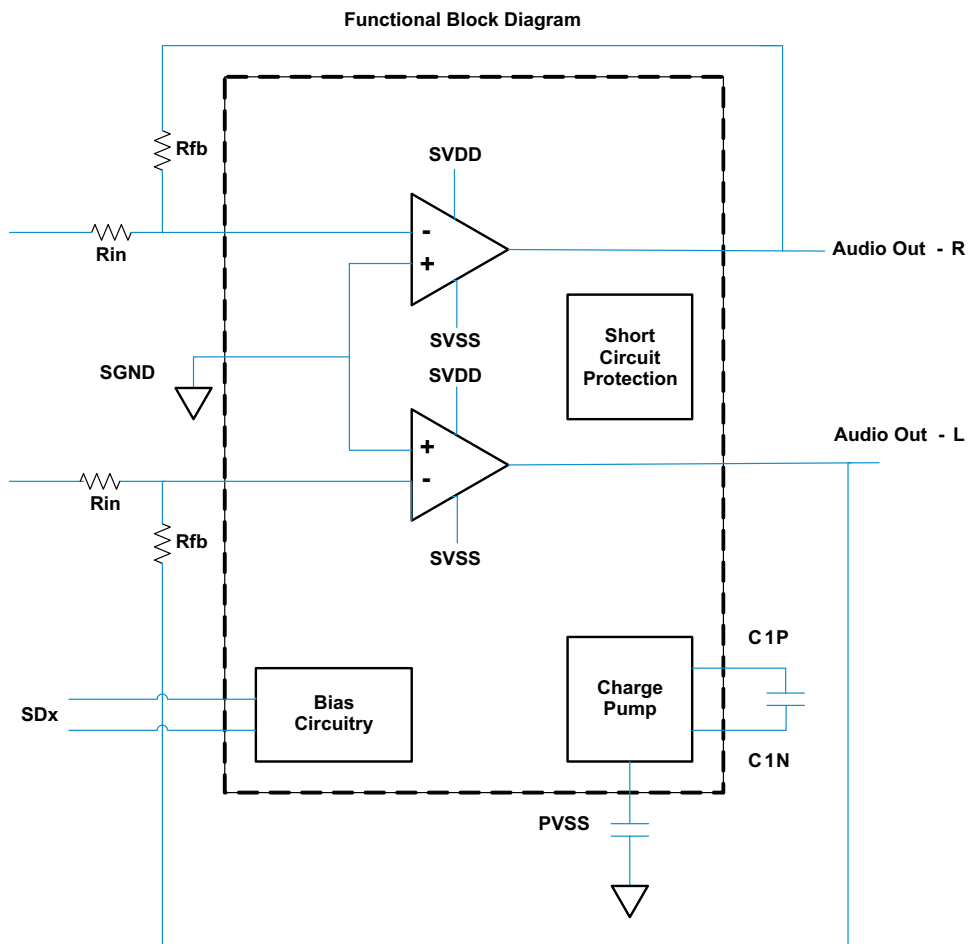 Functional Block Diagram
Rfb
SVDD
-
Rin
+
Audio Out - R
SVSS
Short
Circuit
Protection
SGND
SVDD
Audio Out - L
+
-
Rin
Rfb
SVSS
C1P
Bias
Circuitry
Charge
Pump
SDx
C1N
PVSS